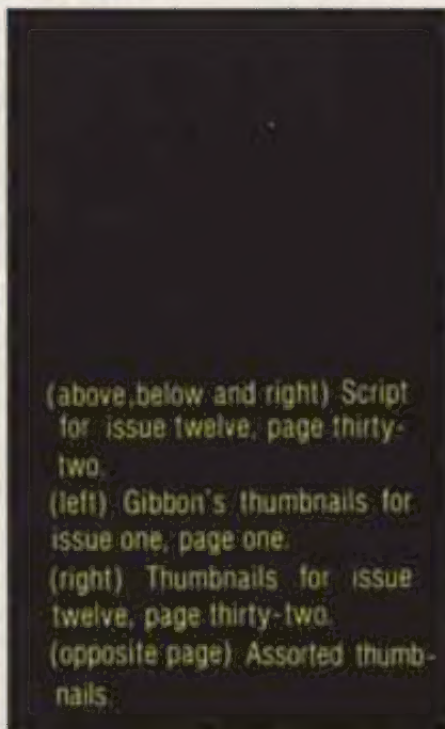 (above,below and right) Script
for issue twelve, page thirty-
two.
(left) Gibbon's thumbnails for
issue one, page one.
(right) Thumbnails for issue
twelve, page thirty-two.
(opposite page) Assorted thumb-
nails